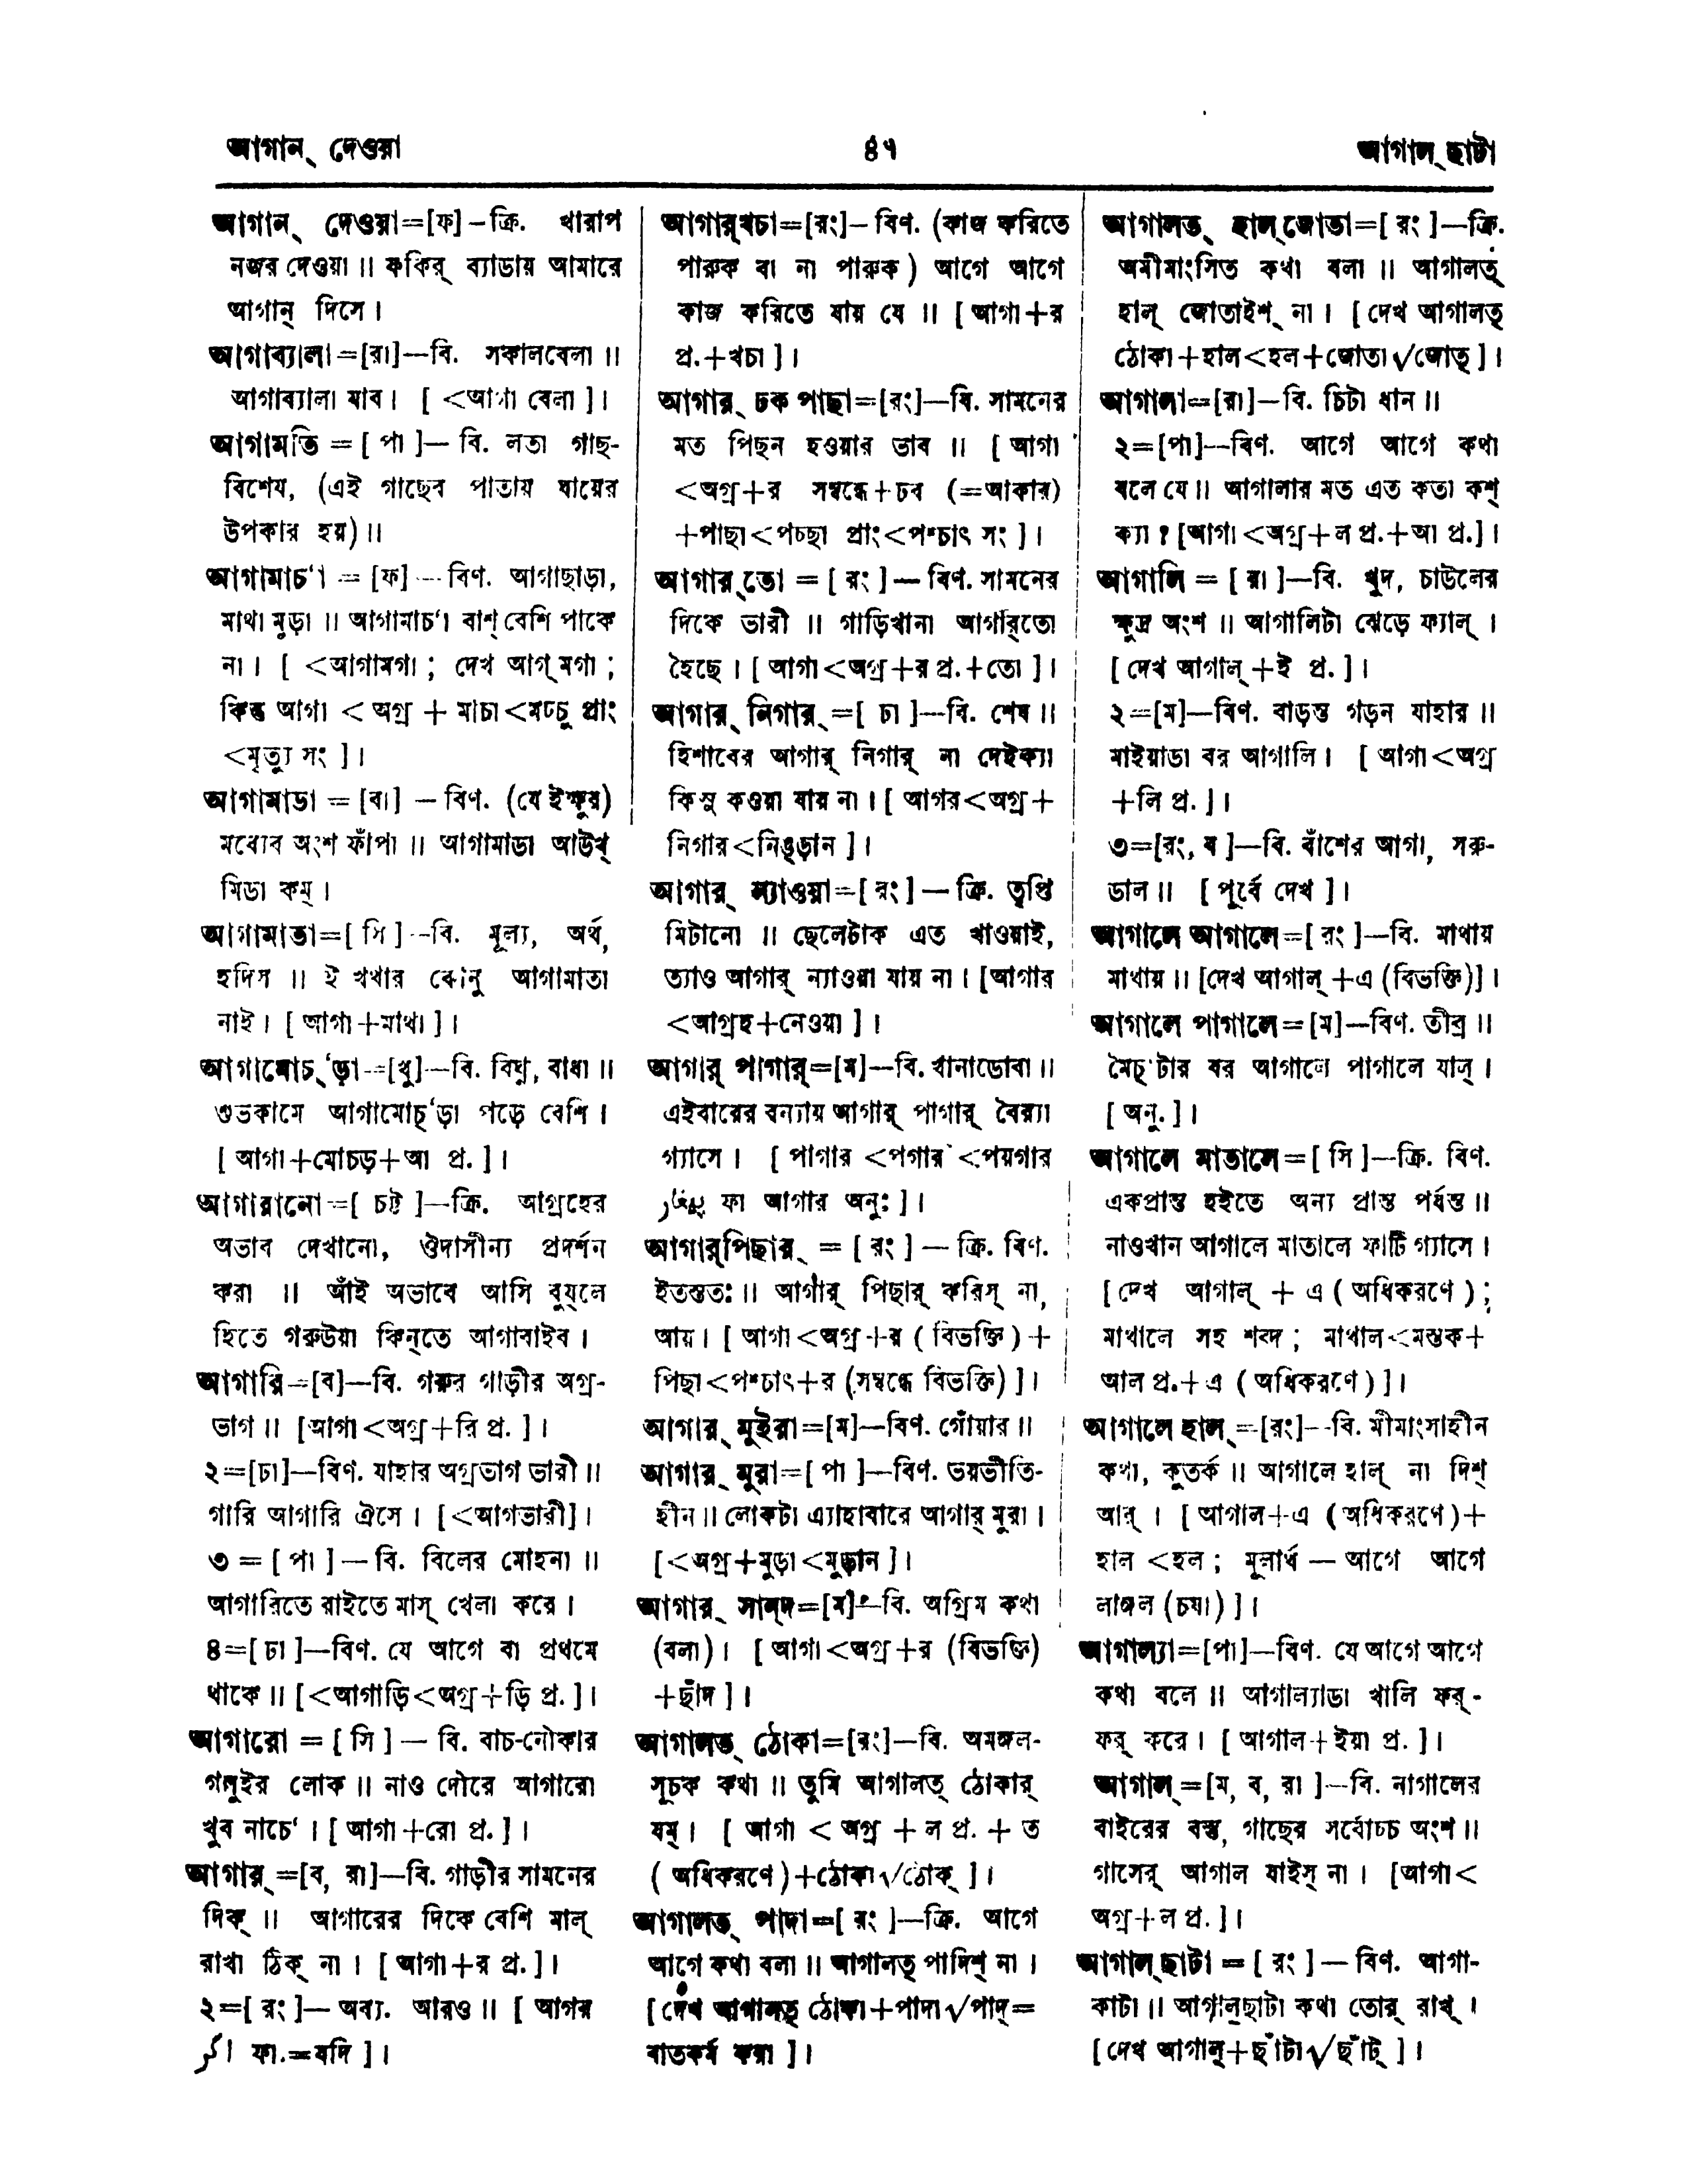 আগান্ দেওয়া
৪৭
আগাল্ ছাটা
আগান্ দেওয়া=[ফ]–ক্রি. খারাপ
নজর দেওয়া ॥ ফকির্ ব্যাডায় আমারে
আগান্ দিসে।
আগাব্যালা=[রা]—বি. সকালবেলা ॥
আগাব্যালা যাব। [ <আগা বেলা ]।
আগামতি = [ পা ]— বি. লতা গাছ-
বিশেষ, (এই গাছের পাতায় ঘায়ের
উপকার হয়) ॥
আগামাচ‘া = [ফ] — বিণ. আগাছাড়া,
মাথা মুড়া ॥ আগামাচ‘া বাশ্ বেশি পাকে
না। [ <আগামগা ; দেখ আগ্ মগা ;
কিন্তু আগা < অগ্র + মাচা<মচ্চু প্রাং
<মৃত্যু সং ]।
আগামাডা = [বা] – বিণ. (যে ইক্ষুর)
মধ্যের অংশ ফাঁপা ॥ আগামাডা আউখ্
মিডা কম্।
আগামাতা=[ সি ]–বি. মূল্য, অর্থ,
হদিস ॥ ই খথার কোনু আগামাতা
নাই। [ আগা+মাথা ]।
আগামোচ্‘ড়া=[খু]—বি. বিঘ্ন, বাধা ॥
শুভকামে আগামোচ্‘ড়া পড়ে বেশি।
[ আগা+মোচড়+আ প্র. ]।
আগারানো=[ চট্ট ]—ক্রি. আগ্রহের
অভাব দেখানো, ঔদাসীন্য প্রদর্শন
করা ॥ আঁই অভাবে আসি বুয্‌লে
হিতে গরুউয়া কিন্‌তে আগারাইব।
আগারি=[ব]—বি. গরুর গাড়ীর অগ্র-
ভাগ ॥ [আগা<অগ্র+রি প্র. ]।
২=[ঢা]—বিণ. যাহার অগ্রভাগ ভারী ॥
গারি আগারি ঐসে। [<আগভারী]।
৩ = [ পা ] — বি. বিলের মোহনা ॥
আগারিতে রাইতে মাস্ খেলা করে।
৪=[ ঢা ]—বিণ. যে আগে বা প্রথমে
থাকে ॥ [<আগাড়ি<অগ্র+ড়ি প্র. ]।
আগারো = [ সি ] — বি. বাচ-নৌকার
গলুইর লোক ॥ নাও দৌরে আগারো
খুব নাচে‘। [ আগা+রো প্র. ]।
আগার্=[ব, রা]—বি. গাড়ীর সামনের
দিক্ ॥ আগারের দিকে বেশি মাল্
রাখা ঠিক্ না। [ আগা+র প্র. ]।
২=[ রং ]— অব্য. আরও ॥ [ আগর
اگر ফা.=যদি ]।
আগার্‌খচা=[রং]– বিণ. (কাজ করিতে
পারুক বা না পারুক ) আগে আগে
কাজ করিতে যায় যে ॥ [ আগা+র
প্র.+খচা ]।
আগার্ ঢক পাছা=[রং]—বি. সামনের
মত পিছন হওয়ার ভাব ॥ [ আগা
<অগ্র+র সম্বন্ধে+ঢব (=আকার)
+পাছা<পচছা প্রাং<পশ্চাৎ সং ]।
আগার্‌তো = [ রং ] — বিণ. সামনের
দিকে ভারী ॥ গাড়িখানা আগার্‌তো
হৈছে। [ আগা<অগ্র+র প্র.+তো ]।
আগার্ নিগার্=[ ঢা ]—বি. শেষ ॥
হিশাবের আগার্ নিগার্ না দেইক্যা
কিসু কওয়া যায় না। [ আগর<অগ্র+
নিগার<নিঙ্‌ড়ান ]।
আগার্ ন্যাওয়া=[ রং ] — ক্রি. তৃপ্তি
মিটানো ॥ ছেলেটাক এত খাওয়াই,
ত্যাও আগার্ ন্যাওয়া যায় না। [আগার
<আগ্রহ+নেওয়া ]।
আগার্ পাগার্=[ম]—বি. খানাডোবা ॥
এইবারের বন্যায় আগার্ পাগার্ বৈর‍্যা
গ্যাসে। [ পাগার <পগার <পয়গার
ফা আগার অনুঃ ]।
আগার্‌পিছার্ = [ রং ] — ক্রি. বিণ.
ইতস্ততঃ ॥ আগার্ পিছার্ করিস্ না,
আয়। [ আগা<অগ্র+র ( বিভক্তি )+
পিছা<পশ্চাৎ+র (সম্বন্ধে বিভক্তি) ]।
আগার্ মুইরা=[ম]—বিণ. গোঁয়ার ॥
আগার্ মুরা=[ পা ]—বিণ. ভয়ভীতি-
হীন ॥ লোকটা এ্যাহাবারে আগার্ মুরা।
[<অগ্র+মুড়া<মুড়ান ]।
আগার্ সান্দ=[ম]—বি. অগ্রিম কথা
(বলা)। [ আগা<অগ্র+র (বিভক্তি)
+ছাঁদ ]।
আগালত্ ঠোকা=[রং]—বি. অমঙ্গল-
সূচক কথা ॥ তুমি আগালত্ ঠোকার্
যম্। [ আগা < অগ্র + ল প্র. + ত
( অধিকরণে )+ঠোকা√ঠোক্ ]।
আগালত্ পাদা=[ রং ]—ক্রি. আগে
আগে কথা বলা ॥ আগালত্ পাদিশ্ না।
[ দেখ আগালত্ ঠোকা+পাদা√পাদ্=
বাতকর্ম করা ]।
আগালত্ হাল্ জোতা=[ রং ]—ক্রি.
অমীমাংসিত কথা বলা ॥ আগালত্
হাল্ জোতাইশ্ না। [ দেখ আগালত্
ঠোকা+হাল<হল+জোতা√জোত্ ]।
আগালা=[রা]—বি. চিটা ধান ॥
২=[পা]—বিণ. আগে আগে কথা
বলে যে ॥ আগালার মত এত কতা কশ্
ক্যা ? [আগা<অগ্র+ল প্র.+আ প্র.]।
আগালি = [ রা ]—বি. খুদ, চাউলের
ক্ষুদ্র অংশ ॥ আগালিটা ঝেড়ে ফ্যাল্।
[ দেখ আগাল্+ই প্র. ]।
২=[ম]—বিণ. বাড়ন্ত গড়ন যাহার ॥
মাইয়াডা বর আগালি। [ আগা<অগ্র
+লি প্র. ]।
৩=[রং, ষ ]—বি. বাঁশের আগা, সরু-
ডাল ॥ [ পূর্বে দেখ ]।
আগালে আগালে=[ রং ]—বি. মাথায়
মাথায় ॥ [দেখ আগাল্+এ (বিভক্তি)]।
আগালে পাগালে=[ম]—বিণ. তীব্র ॥
মৈচ্‘টার বর আগালে পাগালে যাল্।
[ অনু. ]।
আগালে মাতালে=[ সি ]—ক্রি. বিণ.
একপ্রান্ত হইতে অন্য প্রান্ত পর্যন্ত ॥
নাওখান আগালে মাতালে ফাটি গ্যাসে।
[ দেখ আগাল্ + এ ( অধিকরণে ) ;
মাথালে সহ শব্দ ; মাথাল<মস্তক+
আল প্র.+এ ( অধিকরণে ) ]।
আগালে হাল্=[রং]—বি. মীমাংসাহীন
কথা, কুতর্ক ॥ আগালে হাল্ না দিশ্
আর্। [ আগাল+এ ( অধিকরণে )+
হাল <হল ; মূলার্থ — আগে আগে
লাঙ্গল (চষা) ]।
আগাল্যা=[পা]—বিণ. যে আগে আগে
কথা বলে ॥ আগাল্যাডা খালি ফর্-
ফর্ করে। [ আগাল+ইয়া প্র. ]।
আগাল্=[ম, ব, রা ]—বি. নাগালের
বাইরের বস্তু, গাছের সর্বোচ্চ অংশ ॥
গাসের্ আগাল যাইস্ না। [আগা<
অগ্র+ল প্র. ]।
আগাল্ ছাটা = [ রং ] — বিণ. আগা-
কাটা ॥ আগাল্‌ছাটা কথা তোর্ রাখ্।
[ দেখ আগাল্+ছাঁটা√ছাঁট্ ]।